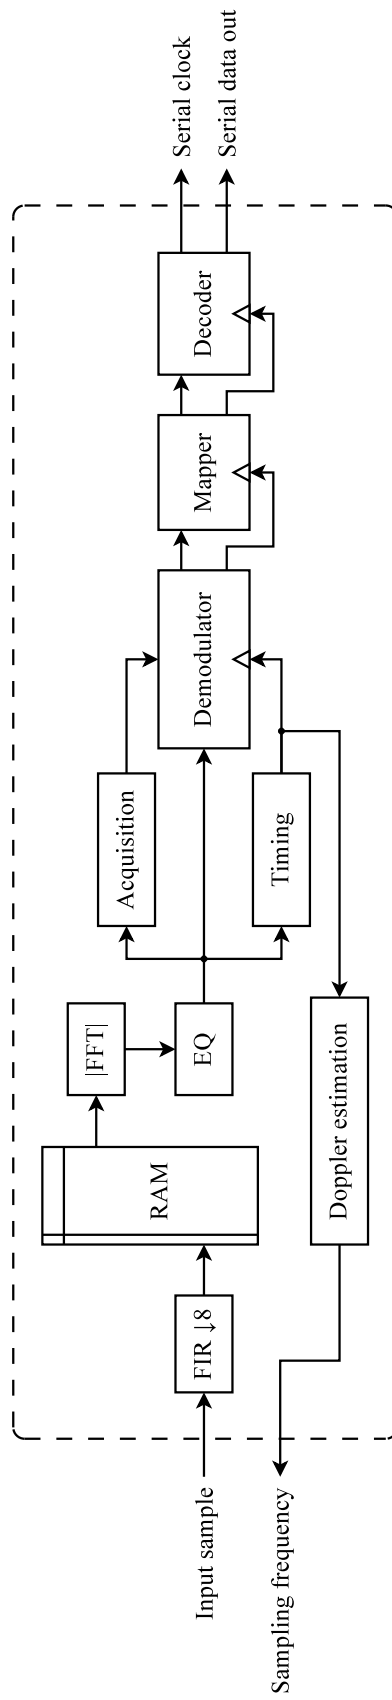 Input sample
Sampling frequency
FIR ↓8
RAM
|FFT|
EQ
Doppler estimation
Acquisition
Timing
Demodulator
Mapper
Decoder
Serial clock
Serial data out